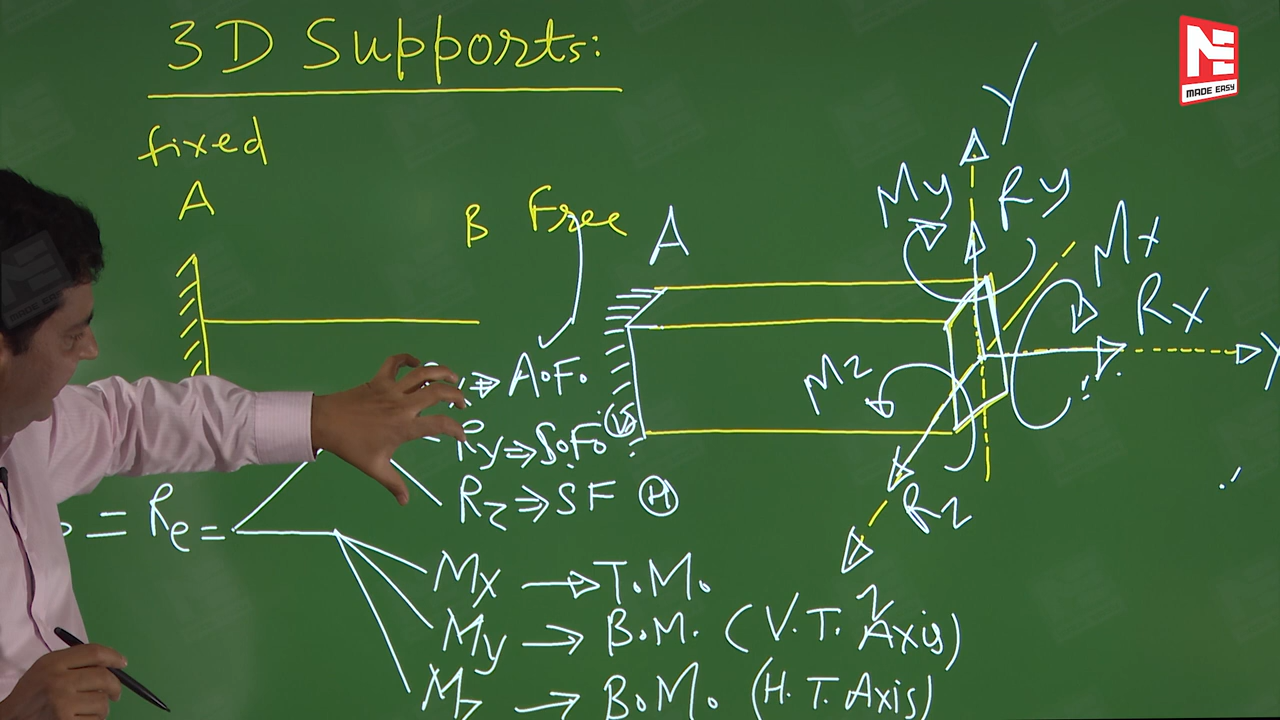 3D Supports:
MADE EASY
fixed
A
B Free
A
Y
My Ry
Mx
Rx
Mz
Rz
Z
⇒ A.F.
Ry ⇒ S.F. (V)
Rz ⇒ SF (H)
= Re =
Mx → T.M.
My → B.M. (V.T. Axis)
Mz → B.M. (H.T. Axis)